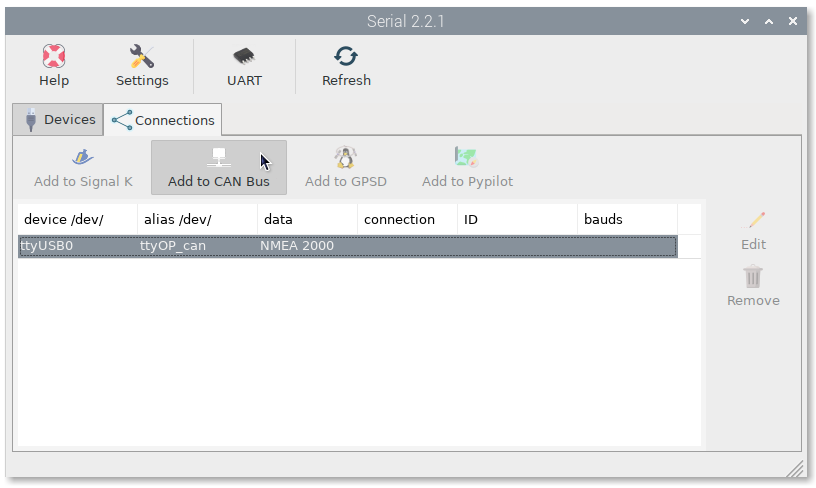 Serial 2.2.1
Help Settings UART Refresh
Devices Connections
Add to Signal K Add to CAN Bus Add to GPSD Add to Pypilot
device /dev/ alias /dev/ data connection ID bauds
ttyUSB0 ttyOP_can NMEA 2000
Edit
Remove